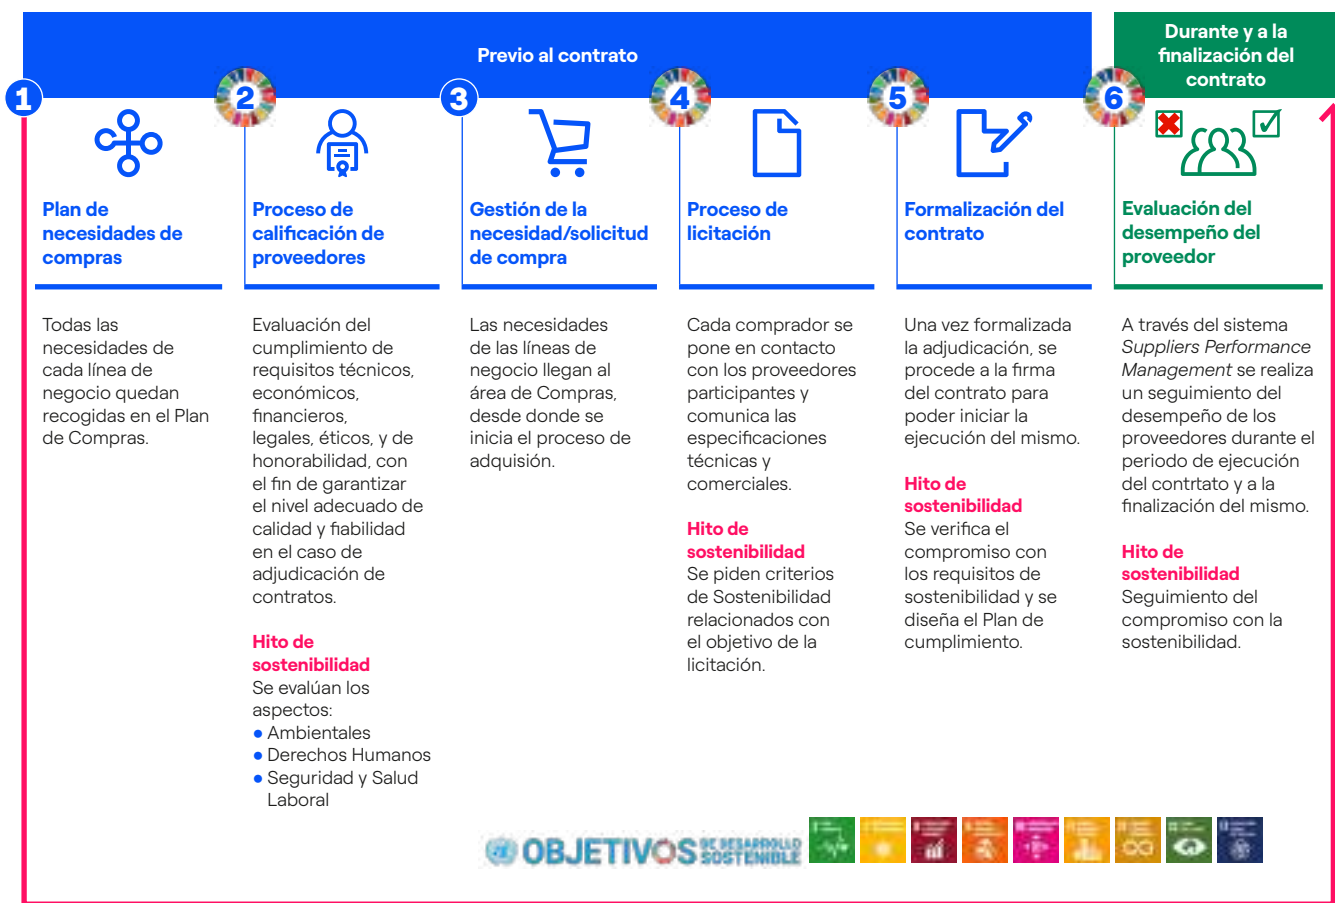 Previo al contrato
Durante y a la
finalización del
contrato
1
2
3
4
5
6
Plan de
necesidades de
compras
Todas las
necesidades de
cada línea de
negocio quedan
recogidas en el Plan
de Compras.
Proceso de
calificación de
proveedores
Evaluación del
cumplimiento de
requisitos técnicos,
económicos,
financieros,
legales, éticos, y de
honorabilidad, con
el fin de garantizar
el nivel adecuado de
calidad y fiabilidad
en el caso de
adjudicación de
contratos.
Hito de
sostenibilidad
Se evalúan los
aspectos:
● Ambientales
● Derechos Humanos
● Seguridad y Salud
Laboral
Gestión de la
necesidad/solicitud
de compra
Las necesidades
de las líneas de
negocio llegan al
área de Compras,
desde donde se
inicia el proceso de
adquisión.
Proceso de
licitación
Cada comprador se
pone en contacto
con los proveedores
participantes y
comunica las
especificaciones
técnicas y
comerciales.
Hito de
sostenibilidad
Se piden criterios
de Sostenibilidad
relacionados con
el objetivo de la
licitación.
Formalización del
contrato
Una vez formalizada
la adjudicación, se
procede a la firma
del contrato para
poder iniciar la
ejecución del mismo.
Hito de
sostenibilidad
Se verifica el
compromiso con
los requisitos de
sostenibilidad y se
diseña el Plan de
cumplimiento.
Evaluación del
desempeño del
proveedor
A través del sistema
Suppliers Performance
Management se realiza
un seguimiento del
desempeño de los
proveedores durante el
periodo de ejecución
del contrtato y a la
finalización del mismo.
Hito de
sostenibilidad
Seguimiento del
compromiso con la
sostenibilidad.
OBJETIVOS DE DESARROLLO
SOSTENIBLE